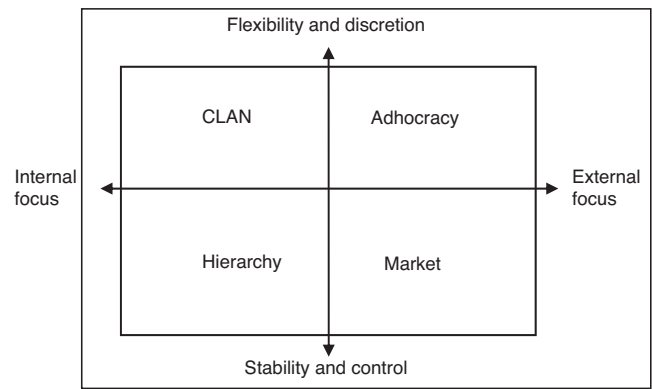 Flexibility and discretion
CLAN
Adhocracy
Internal
focus
External
focus
Hierarchy
Market
Stability and control